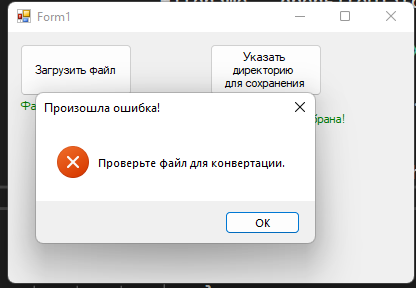 Form1
Загрузить файл
Указать
директорию
для сохранения
Произошла ошибка!
Проверьте файл для конвертации.
OK